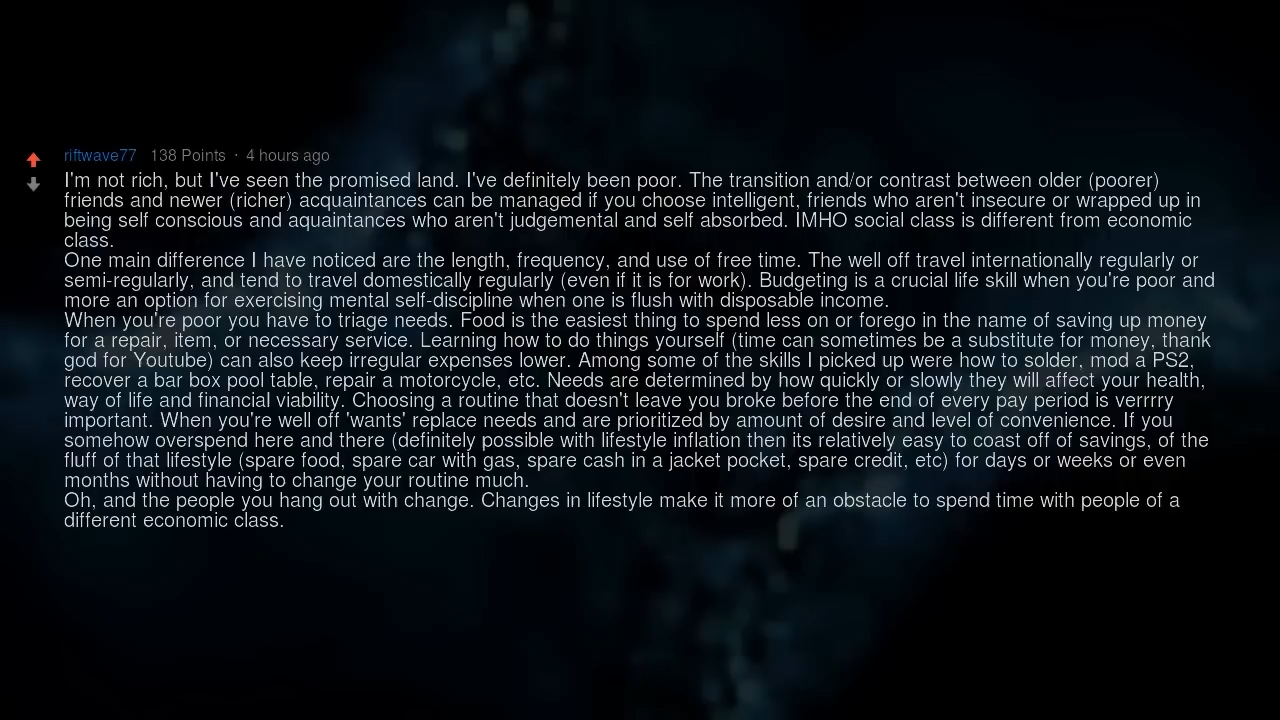 riftwave77 138 Points · 4 hours ago
I'm not rich, but I've seen the promised land. I've definitely been poor. The transition and/or contrast between older (poorer)
friends and newer (richer) acquaintances can be managed if you choose intelligent, friends who aren't insecure or wrapped up in
being self conscious and aquaintances who aren't judgemental and self absorbed. IMHO social class is different from economic
class.
One main difference I have noticed are the length, frequency, and use of free time. The well off travel internationally regularly or
semi-regularly, and tend to travel domestically regularly (even if it is for work). Budgeting is a crucial life skill when you're poor and
more an option for exercising mental self-discipline when one is flush with disposable income.
When you're poor you have to triage needs. Food is the easiest thing to spend less on or forego in the name of saving up money
for a repair, item, or necessary service. Learning how to do things yourself (time can sometimes be a substitute for money, thank
god for Youtube) can also keep irregular expenses lower. Among some of the skills I picked up were how to solder, mod a PS2,
recover a bar box pool table, repair a motorcycle, etc. Needs are determined by how quickly or slowly they will affect your health,
way of life and financial viability. Choosing a routine that doesn't leave you broke before the end of every pay period is verrrry
important. When you're well off 'wants' replace needs and are prioritized by amount of desire and level of convenience. If you
somehow overspend here and there (definitely possible with lifestyle inflation then its relatively easy to coast off of savings, of the
fluff of that lifestyle (spare food, spare car with gas, spare cash in a jacket pocket, spare credit, etc) for days or weeks or even
months without having to change your routine much.
Oh, and the people you hang out with change. Changes in lifestyle make it more of an obstacle to spend time with people of a
different economic class.